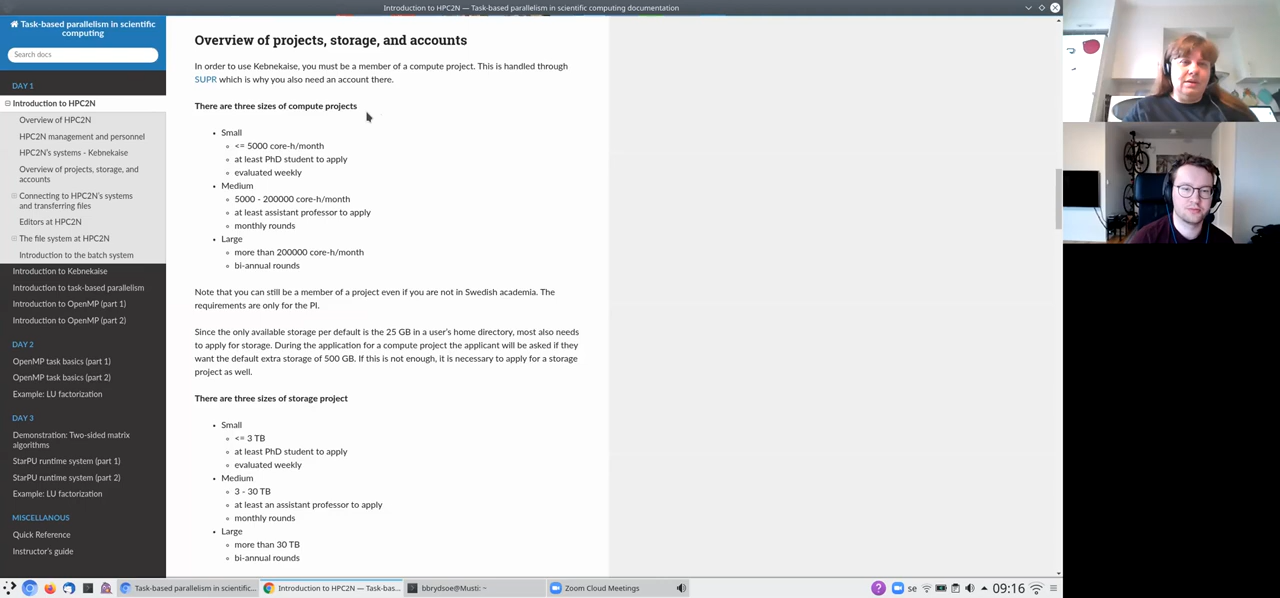 Introduction to HPC2N — Task-based parallelism in scientific computing documentation
Task-based parallelism in scientific
computing
Search docs
DAY 1
Introduction to HPC2N
Overview of HPC2N
HPC2N management and personnel
HPC2N's systems - Kebnekaise
Overview of projects, storage, and
accounts
Connecting to HPC2N's systems
and transferring files
Editors at HPC2N
The file system at HPC2N
Introduction to the batch system
Introduction to Kebnekaise
Introduction to task-based parallelism
Introduction to OpenMP (part 1)
Introduction to OpenMP (part 2)
DAY 2
OpenMP task basics (part 1)
OpenMP task basics (part 2)
Example: LU factorization
DAY 3
Demonstration: Two-sided matrix
algorithms
StarPU runtime system (part 1)
StarPU runtime system (part 2)
Example: LU factorization
MISCELLANEOUS
Quick Reference
Instructor's guide
Overview of projects, storage, and accounts
In order to use Kebnekaise, you must be a member of a compute project. This is handled through
SUPR which is why you also need an account there.
There are three sizes of compute projects
Small
<= 5000 core-h/month
at least PhD student to apply
evaluated weekly
Medium
5000 - 200000 core-h/month
at least assistant professor to apply
monthly rounds
Large
more than 200000 core-h/month
bi-annual rounds
Note that you can still be a member of a project even if you are not in Swedish academia. The
requirements are only for the PI.
Since the only available storage per default is the 25 GB in a user's home directory, most also needs
to apply for storage. During the application for a compute project the applicant will be asked if they
want the default extra storage of 500 GB. If this is not enough, it is necessary to apply for a storage
project as well.
There are three sizes of storage project
Small
<= 3 TB
at least PhD student to apply
evaluated weekly
Medium
3 - 30 TB
at least an assistant professor to apply
monthly rounds
Large
more than 30 TB
bi-annual rounds
Task-based parallelism in scientific...
Introduction to HPC2N — Task-bas...
bbrydsoe@Musti: ~
Zoom Cloud Meetings
se
09:16